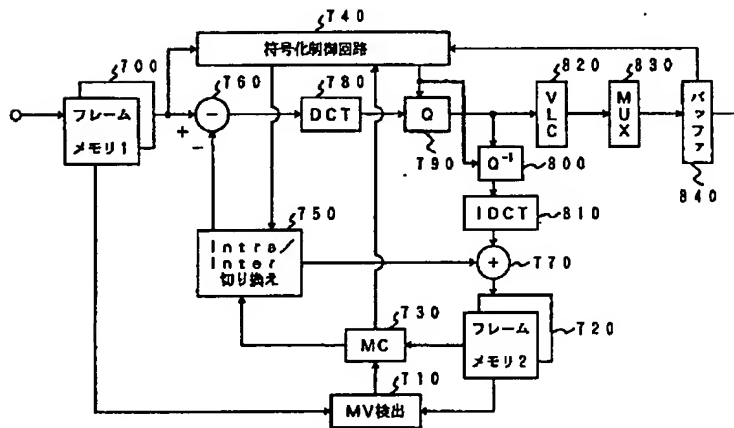 740
符号化制御回路
700
760
780
820
830
フレーム
メモリ1
+
−
−
DCT
Q
VLC
MUX
バッファ
790
Q⁻¹
800
840
750
IDCT
810
Intra/
Inter
切り換え
+
770
730
フレーム
メモリ2
720
MC
710
MV検出